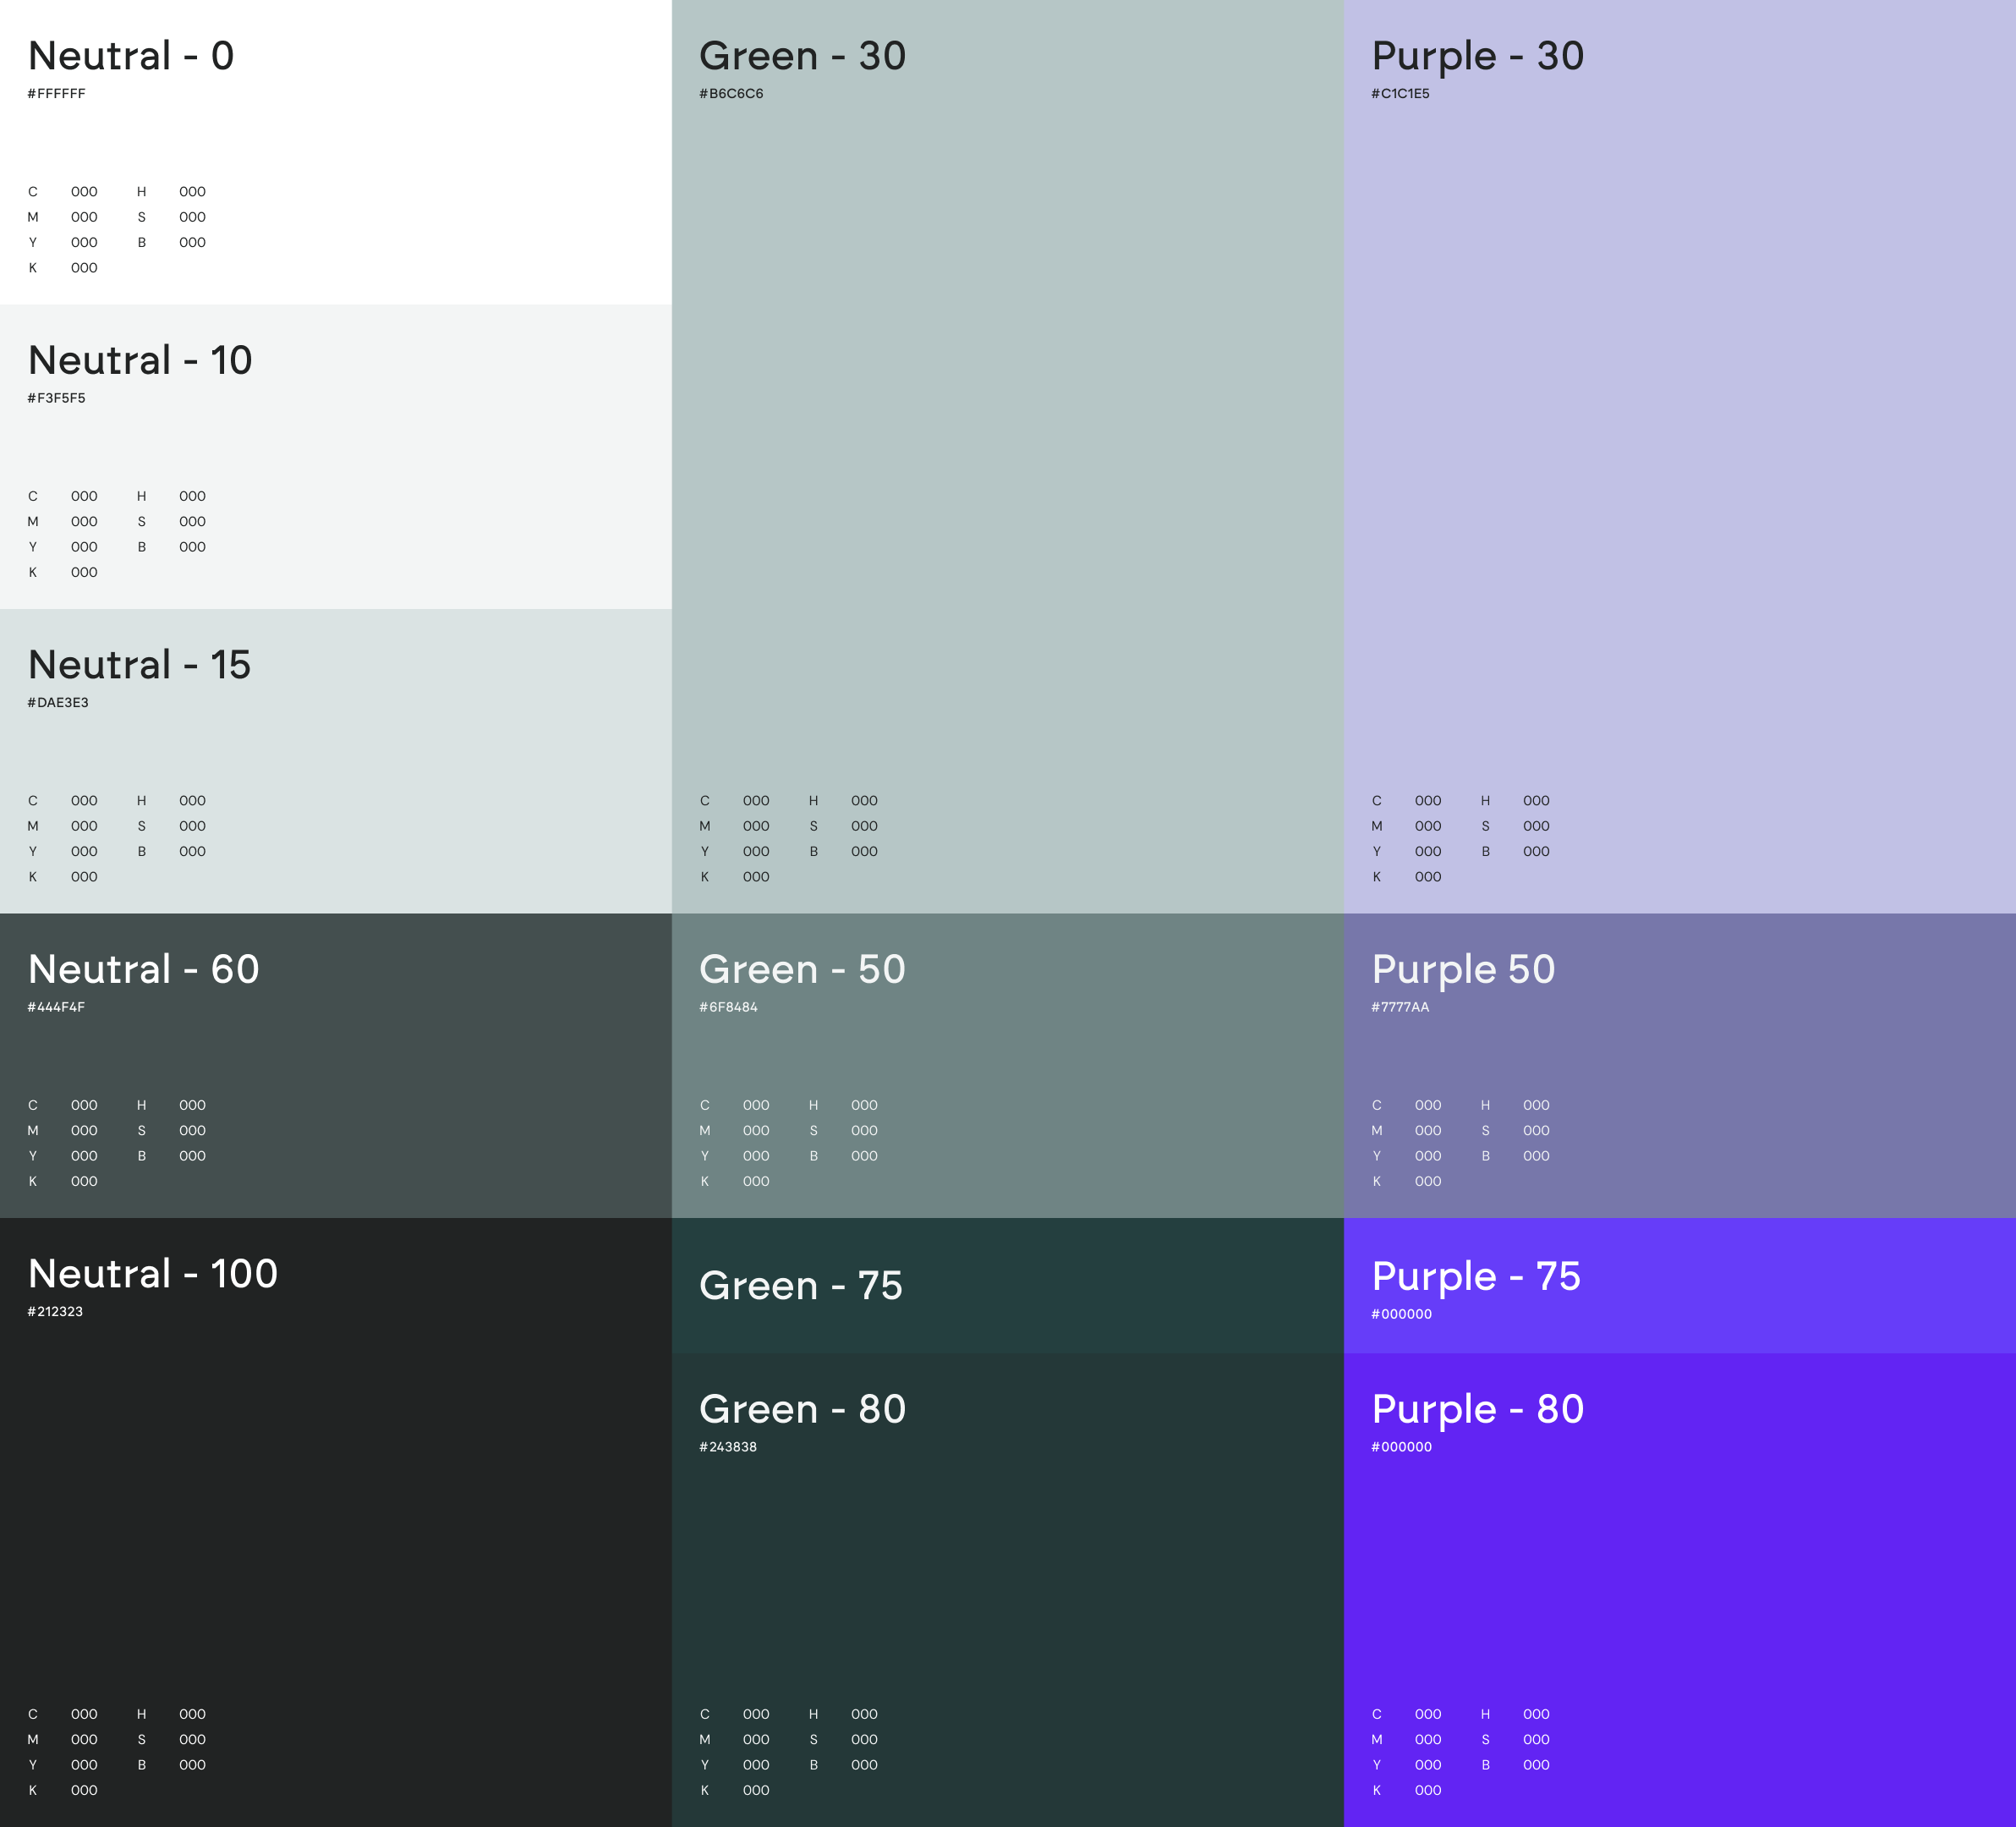 Neutral - 0
#FFFFFF
C 000 H 000
M 000 S 000
Y 000 B 000
K 000
Neutral - 10
#F3F5F5
C 000 H 000
M 000 S 000
Y 000 B 000
K 000
Neutral - 15
#DAE3E3
C 000 H 000
M 000 S 000
Y 000 B 000
K 000
Neutral - 60
#444F4F
C 000 H 000
M 000 S 000
Y 000 B 000
K 000
Neutral - 100
#212323
C 000 H 000
M 000 S 000
Y 000 B 000
K 000
Green - 30
#B6C6C6
C 000 H 000
M 000 S 000
Y 000 B 000
K 000
Green - 50
#6F8484
C 000 H 000
M 000 S 000
Y 000 B 000
K 000
Green - 75
Green - 80
#243838
C 000 H 000
M 000 S 000
Y 000 B 000
K 000
Purple - 30
#C1C1E5
C 000 H 000
M 000 S 000
Y 000 B 000
K 000
Purple 50
#7777AA
C 000 H 000
M 000 S 000
Y 000 B 000
K 000
Purple - 75
#000000
Purple - 80
#000000
C 000 H 000
M 000 S 000
Y 000 B 000
K 000